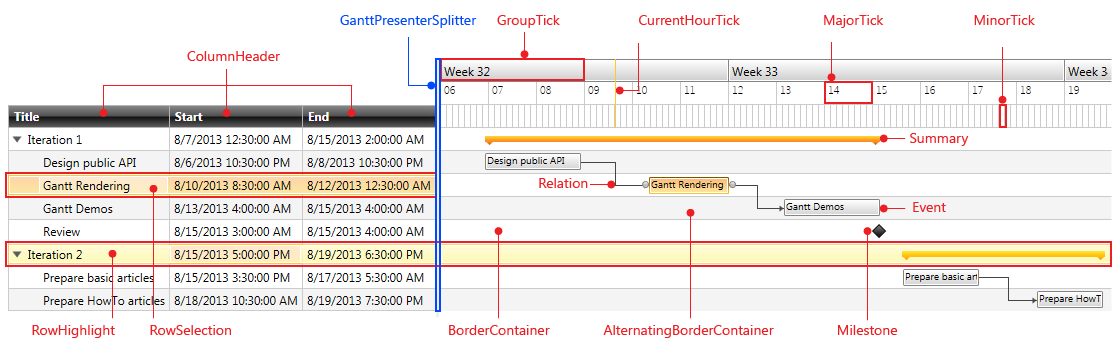 GanttPresenterSplitter GroupTick CurrentHourTick MajorTick MinorTick
ColumnHeader
Week 32 Week 33 Week 3
06 07 08 09 10 11 12 13 14 15 16 17 18 19
Title Start End
Iteration 1 8/7/2013 12:30:00 AM 8/15/2013 2:00:00 AM Summary
Design public API 8/6/2013 10:30:00 PM 8/8/2013 10:30:00 PM Design public API
Gantt Rendering 8/10/2013 8:30:00 AM 8/12/2013 12:30:00 AM Relation Gantt Rendering
Gantt Demos 8/13/2013 4:00:00 AM 8/15/2013 4:00:00 AM Gantt Demos Event
Review 8/15/2013 3:00:00 AM 8/15/2013 4:00:00 AM
Iteration 2 8/15/2013 5:00:00 PM 8/19/2013 6:30:00 PM
Prepare basic articles 8/15/2013 3:30:00 PM 8/17/2013 5:30:00 AM Prepare basic art
Prepare HowTo articles 8/18/2013 10:30:00 AM 8/19/2013 7:30:00 PM Prepare HowT
RowHighlight RowSelection BorderContainer AlternatingBorderContainer Milestone